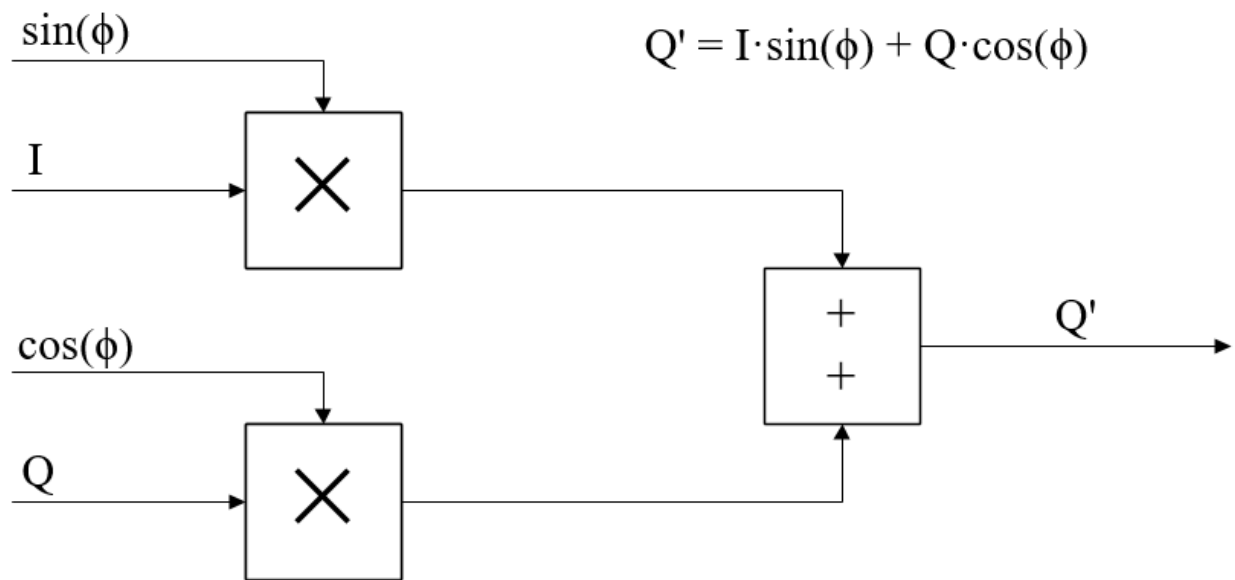 sin(ϕ)
Q' = I·sin(ϕ) + Q·cos(ϕ)
I
×
+
+
Q'
cos(ϕ)
Q
×